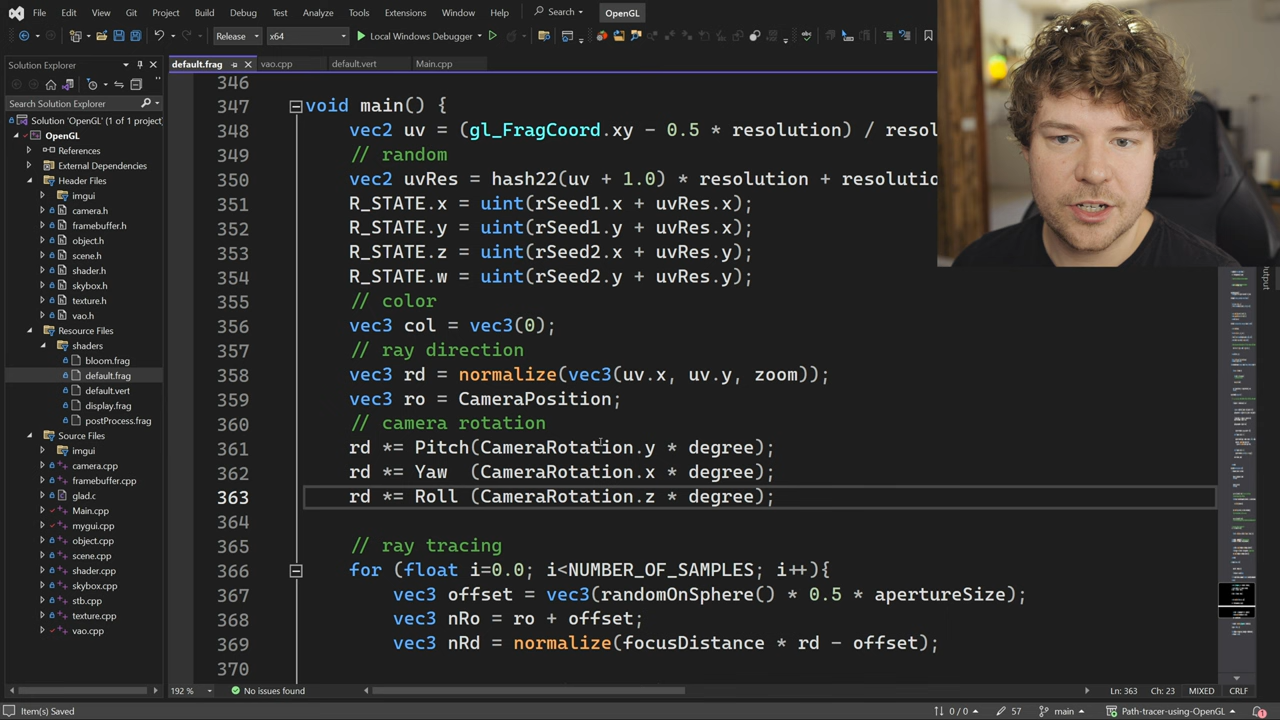 File Edit View Git Project Build Debug Test Analyze Tools Extensions Window Help Search OpenGL
Release x64 Local Windows Debugger
Solution Explorer
Search Solution Explorer
Solution 'OpenGL' (1 of 1 project)
OpenGL
References
External Dependencies
Header Files
imgui
camera.h
framebuffer.h
object.h
scene.h
shader.h
skybox.h
texture.h
vao.h
Resource Files
shaders
bloom.frag
default.frag
default.vert
display.frag
postProcess.frag
Source Files
imgui
camera.cpp
framebuffer.cpp
glad.c
Main.cpp
mygui.cpp
object.cpp
scene.cpp
shader.cpp
skybox.cpp
stb.cpp
texture.cpp
vao.cpp
default.frag vao.cpp default.vert Main.cpp
346
347 void main() {
348 vec2 uv = (gl_FragCoord.xy - 0.5 * resolution) / resol
349 // random
350 vec2 uvRes = hash22(uv + 1.0) * resolution + resolutio
351 R_STATE.x = uint(rSeed1.x + uvRes.x);
352 R_STATE.y = uint(rSeed1.y + uvRes.x);
353 R_STATE.z = uint(rSeed2.x + uvRes.y);
354 R_STATE.w = uint(rSeed2.y + uvRes.y);
355 // color
356 vec3 col = vec3(0);
357 // ray direction
358 vec3 rd = normalize(vec3(uv.x, uv.y, zoom));
359 vec3 ro = CameraPosition;
360 // camera rotation
361 rd *= Pitch(CameraRotation.y * degree);
362 rd *= Yaw (CameraRotation.x * degree);
363 rd *= Roll (CameraRotation.z * degree);
364
365 // ray tracing
366 for (float i=0.0; i<NUMBER_OF_SAMPLES; i++){
367 vec3 offset = vec3(randomOnSphere() * 0.5 * apertureSize);
368 vec3 nRo = ro + offset;
369 vec3 nRd = normalize(focusDistance * rd - offset);
370
Output
192 % No issues found Ln: 363 Ch: 23 MIXED CRLF
Item(s) Saved 0 / 0 57 main Path-tracer-using-OpenGL 1